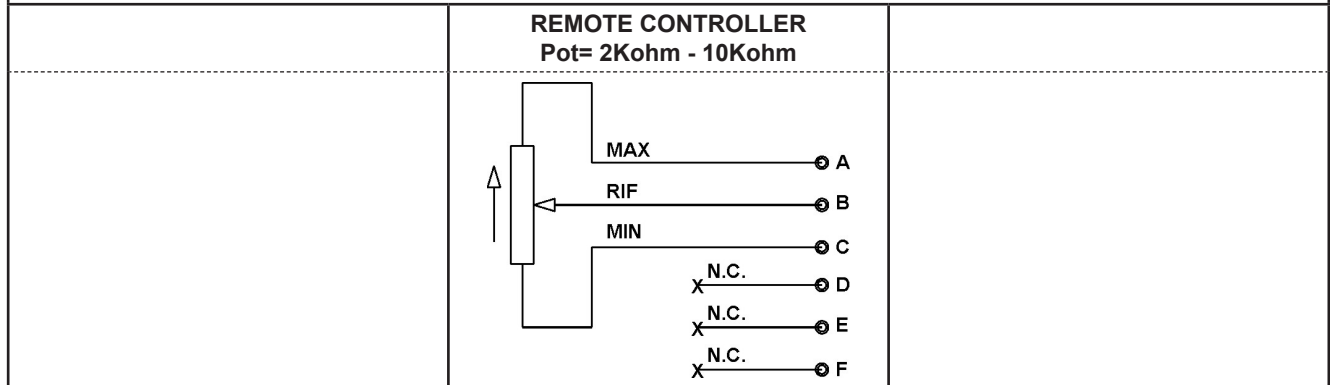 REMOTE CONTROLLER
Pot= 2Kohm - 10Kohm
MAX
A
RIF
B
MIN
C
N.C.
X
D
N.C.
X
E
N.C.
X
F